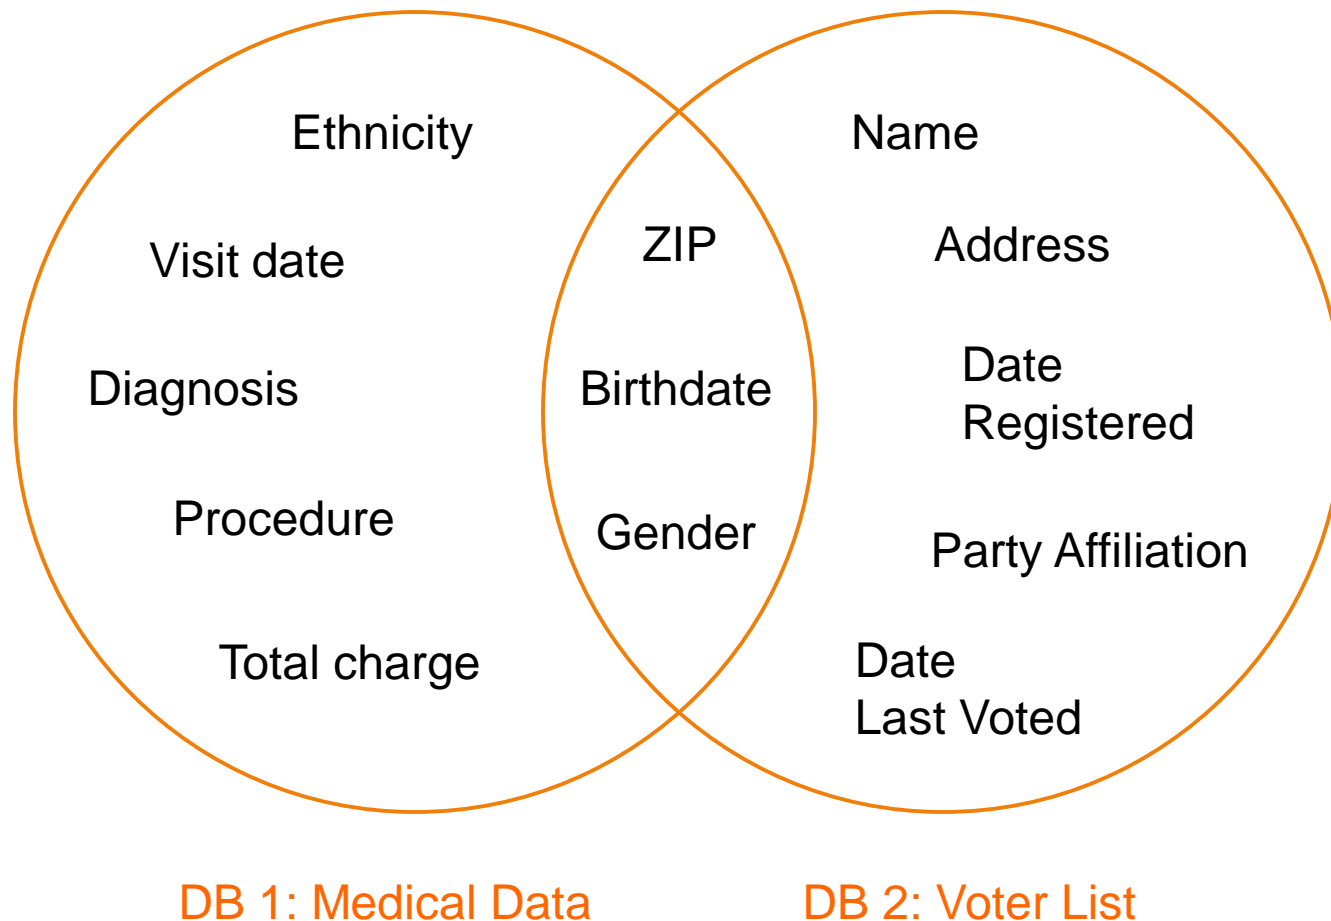 Ethnicity
Visit date
Diagnosis
Procedure
Total charge
ZIP
Birthdate
Gender
Name
Address
Date
Registered
Party Affiliation
Date
Last Voted
DB 1: Medical Data
DB 2: Voter List